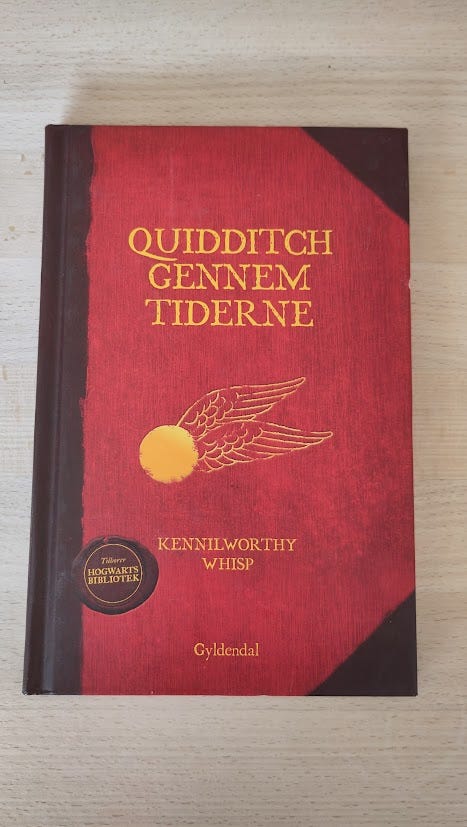 QUIDDITCH
GENNEM
TIDERNE
KENNILWORTHY
WHISP
Tilhører
HOGWARTS
BIBLIOTEK
Gyldendal